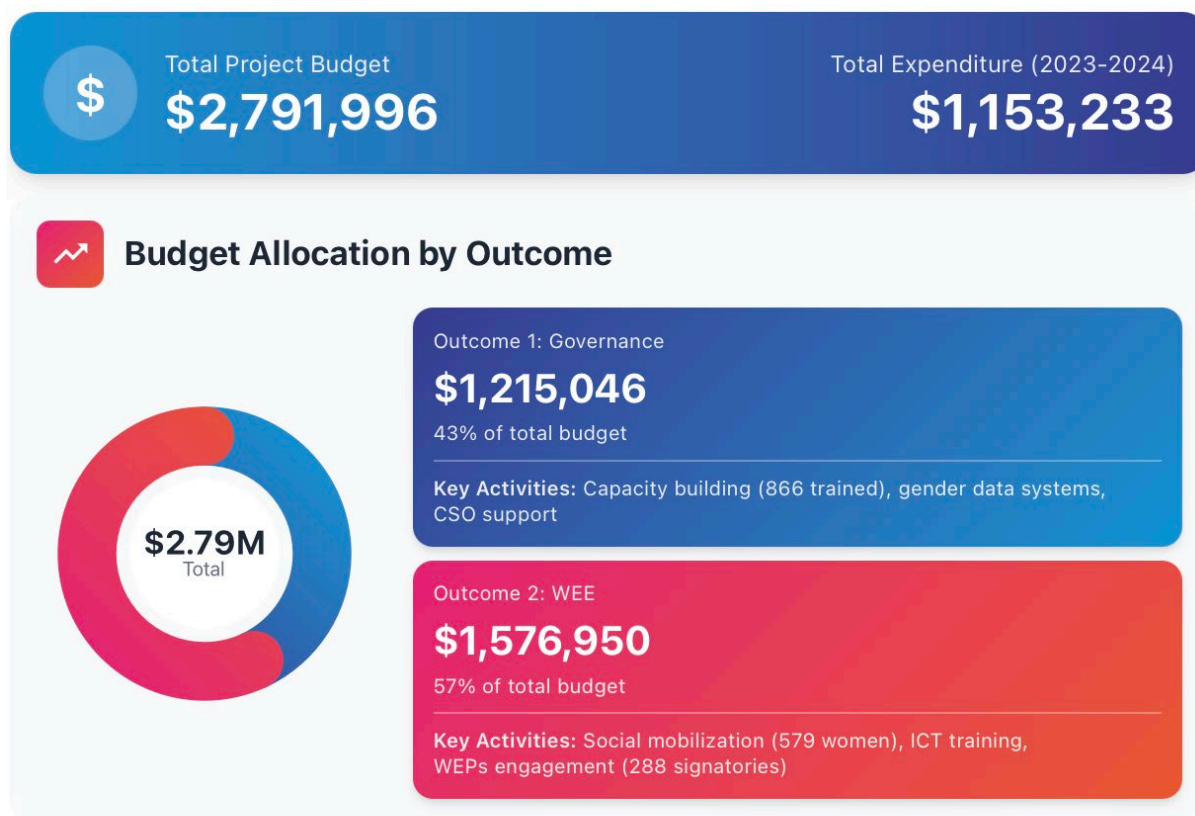 $
Total Project Budget
$2,791,996
Total Expenditure (2023-2024)
$1,153,233
Budget Allocation by Outcome
$2.79M
Total
Outcome 1: Governance
$1,215,046
43% of total budget
Key Activities: Capacity building (866 trained), gender data systems,
CSO support
Outcome 2: WEE
$1,576,950
57% of total budget
Key Activities: Social mobilization (579 women), ICT training,
WEPs engagement (288 signatories)